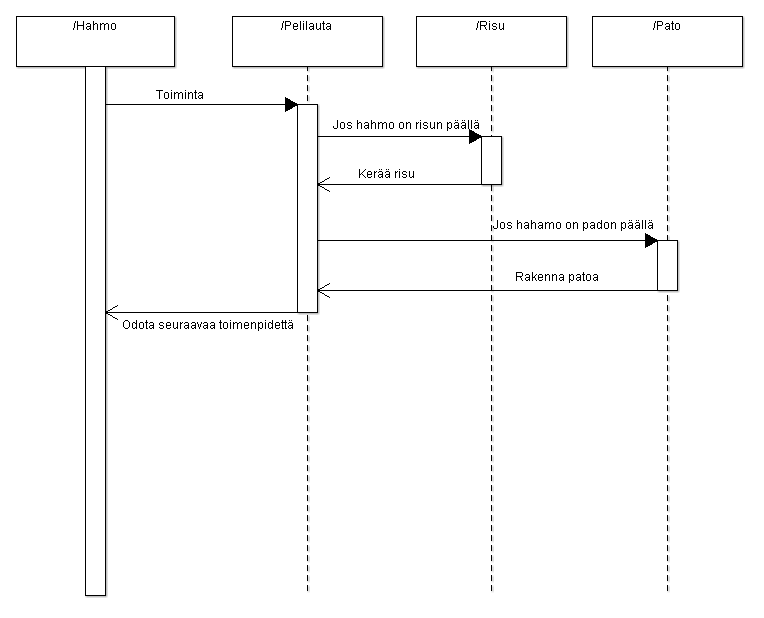 /Hahmo
/Pelilauta
/Risu
/Pato
Toiminta
Jos hahmo on risun päällä
Kerää risu
Jos hahamo on padon päällä
Rakenna patoa
Odota seuraavaa toimenpidettä